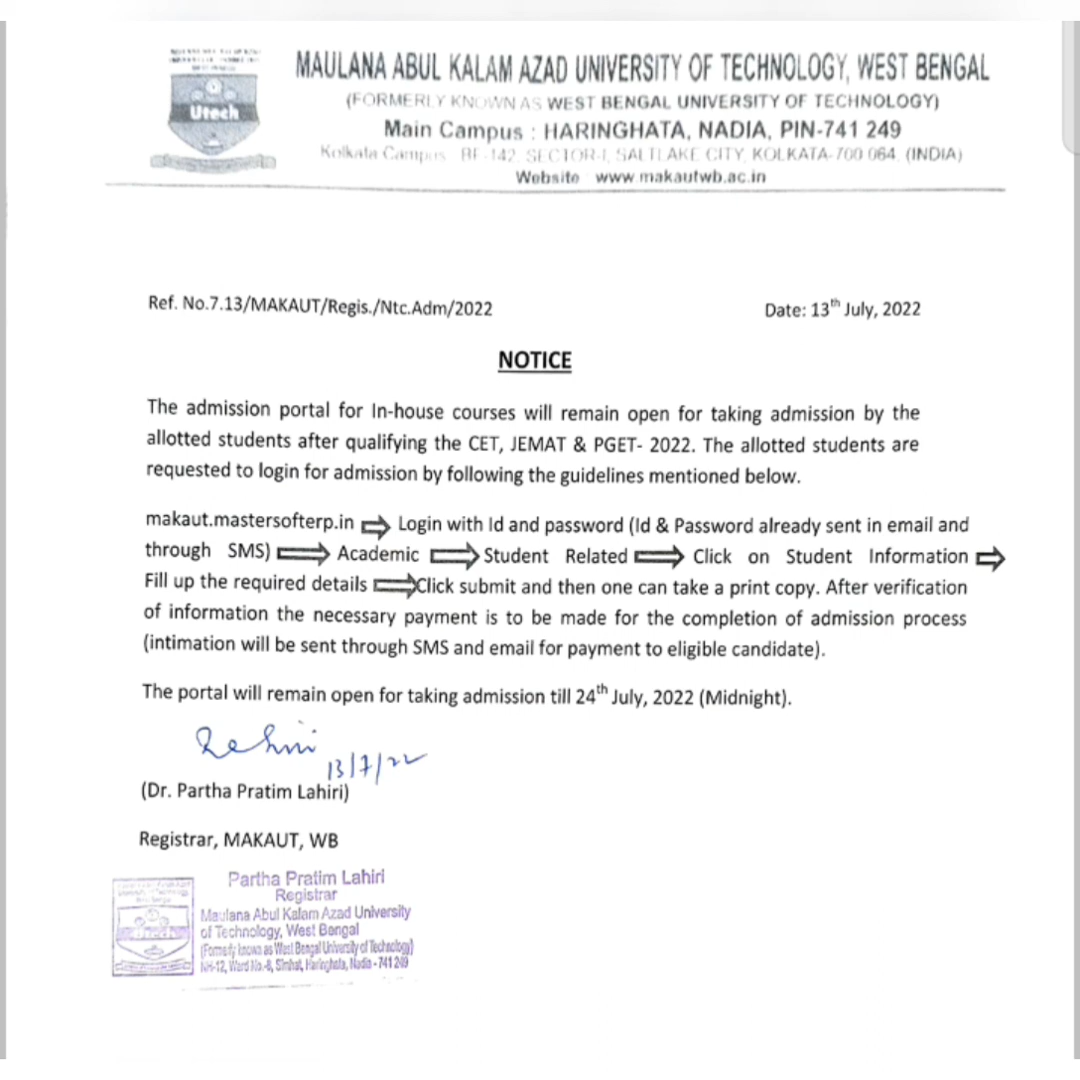 Utech
MAULANA ABUL KALAM AZAD UNIVERSITY OF TECHNOLOGY, WEST BENGAL
(FORMERLY KNOWN AS WEST BENGAL UNIVERSITY OF TECHNOLOGY)
Main Campus : HARINGHATA, NADIA, PIN-741 249
Kolkata Campus BF-142, SECTOR-I, SALTLAKE CITY, KOLKATA-700 064, (INDIA)
Website www.makautwb.ac.in
Ref. No.7.13/MAKAUT/Regis./Ntc.Adm/2022
Date: 13th July, 2022
NOTICE
The admission portal for In-house courses will remain open for taking admission by the
allotted students after qualifying the CET, JEMAT & PGET- 2022. The allotted students are
requested to login for admission by following the guidelines mentioned below.
makaut.mastersofterp.in ⇒ Login with Id and password (Id & Password already sent in email and
through SMS) ⇒ Academic ⇒ Student Related ⇒ Click on Student Information ⇒
Fill up the required details ⇒ Click submit and then one can take a print copy. After verification
of information the necessary payment is to be made for the completion of admission process
(intimation will be sent through SMS and email for payment to eligible candidate).
The portal will remain open for taking admission till 24th July, 2022 (Midnight).
13/7/22
(Dr. Partha Pratim Lahiri)
Registrar, MAKAUT, WB
Partha Pratim Lahiri
Registrar
Maulana Abul Kalam Azad University
of Technology, West Bengal
(Formerly known as West Bengal University of Technology)
NH-12, Ward No.-8, Simhat, Haringhata, Nadia - 741 249